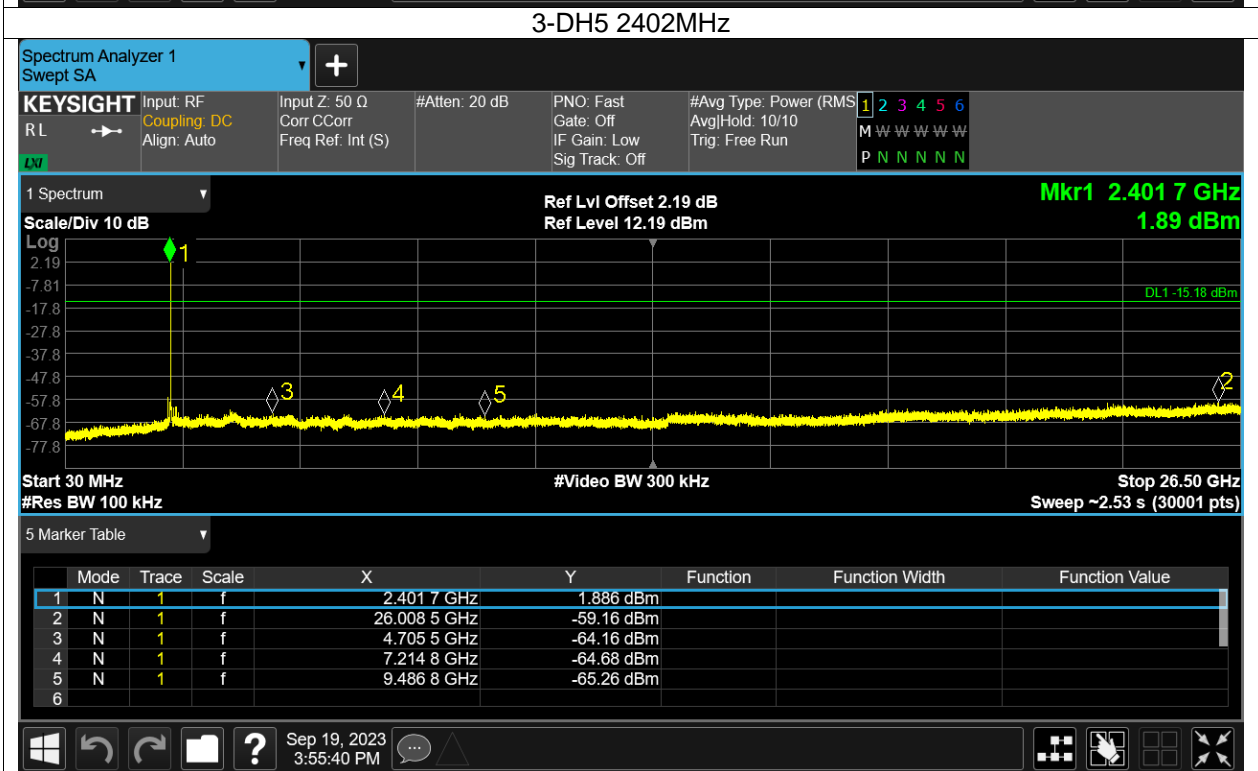 3-DH5 2402MHz
Spectrum Analyzer 1
Swept SA
KEYSIGHT Input: RF Input Z: 50 Ω #Atten: 20 dB PNO: Fast #Avg Type: Power (RMS 1 2 3 4 5 6
RL Coupling: DC Corr CCorr Gate: Off Avg|Hold: 10/10 M W W W W W
Align: Auto Freq Ref: Int (S) IF Gain: Low Trig: Free Run
LXI Sig Track: Off P N N N N N
1 Spectrum Ref Lvl Offset 2.19 dB Mkr1 2.401 7 GHz
Scale/Div 10 dB Ref Level 12.19 dBm 1.89 dBm
Log
1
2.19
-7.81
DL1 -15.18 dBm
-17.8
-27.8
-37.8
-47.8
3 4 5 2
-57.8
-67.8
-77.8
Start 30 MHz #Video BW 300 kHz Stop 26.50 GHz
#Res BW 100 kHz Sweep ~2.53 s (30001 pts)
5 Marker Table
Mode Trace Scale X Y Function Function Width Function Value
1 N 1 f 2.401 7 GHz 1.886 dBm
2 N 1 f 26.008 5 GHz -59.16 dBm
3 N 1 f 4.705 5 GHz -64.16 dBm
4 N 1 f 7.214 8 GHz -64.68 dBm
5 N 1 f 9.486 8 GHz -65.26 dBm
6
? Sep 19, 2023
3:55:40 PM